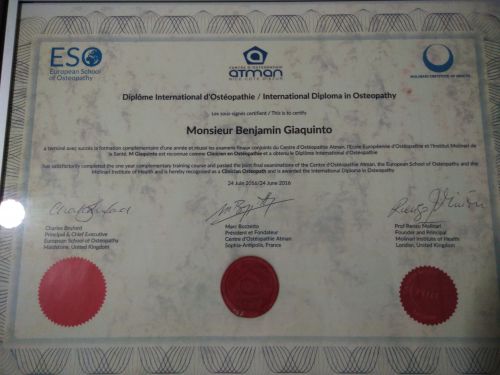 ESO
European School
of Osteopathy
CENTRE D'OSTÉOPATHIE
ATMAN
NICE CÔTE D'AZUR
MOLINARI INSTITUTE OF HEALTH
Diplôme International d'Ostéopathie / International Diploma in Osteopathy
Les sous-signés certifient / This is to certify
Monsieur Benjamin Giaquinto
a terminé avec succès la formation complémentaire d'une année et réussi les examens finaux conjoints du Centre d'Ostéopathie Atman, l'Ecole Européenne d'Ostéopathie et l'Institut Molinari de
la Santé. M Giaquinto est reconnue comme Clinicien en Ostéopathie et a obtenu le Diplôme International d'Ostéopathie
has satisfactorily completed the one year complementary training course and passed the joint final examinations of the Centre d'Ostéopathie Atman, the European School of Osteopathy and the
Molinari Institute of Health and is hereby recognised as a Clinician Osteopath and is awarded the International Diploma in Osteopathy
24 Juin 2016/24 June 2016
Charles Beyfard
Principal & Chief Executive
European School of Osteopathy
Maidstone, United Kingdom
Marc Bozzetto
Président et Fondateur
Centre d'Ostéopathie Atman
Sophia-Antipolis, France
Prof Renzo Molinari
Founder and Principal
Molinari Institute of Health
London, United Kingdom